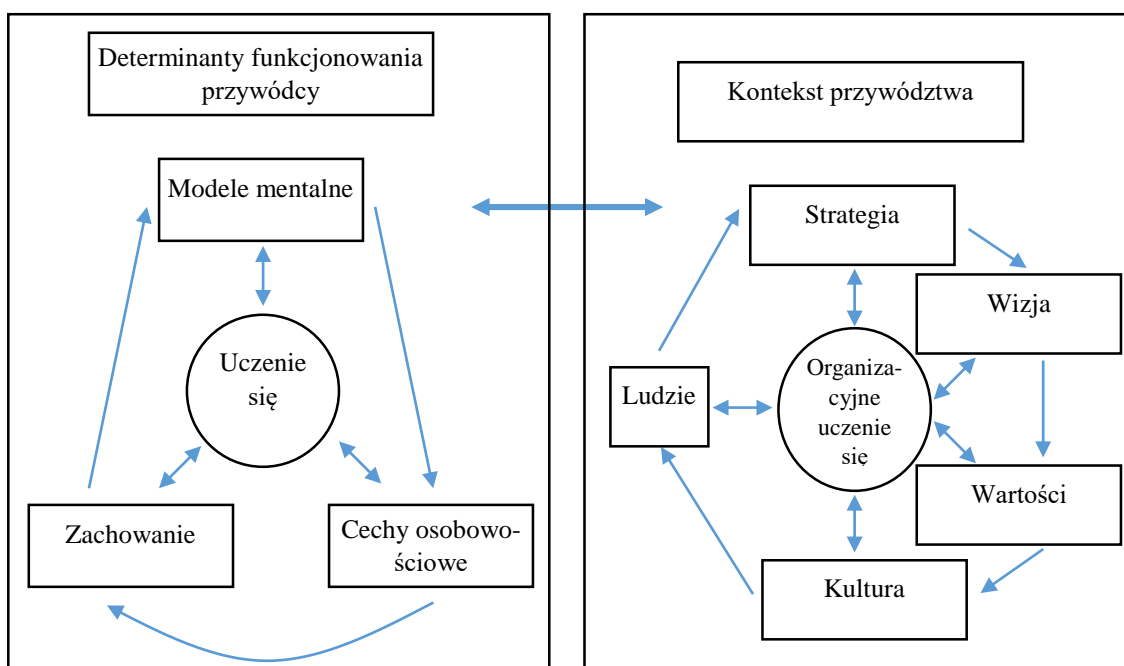 Determinanty funkcjonowania
przywódcy
Modele mentalne
Uczenie
się
Zachowanie
Cechy osobowo-
ściowe
Kontekst przywództwa
Strategia
Wizja
Organiza-
cyjne
uczenie
się
Ludzie
Wartości
Kultura